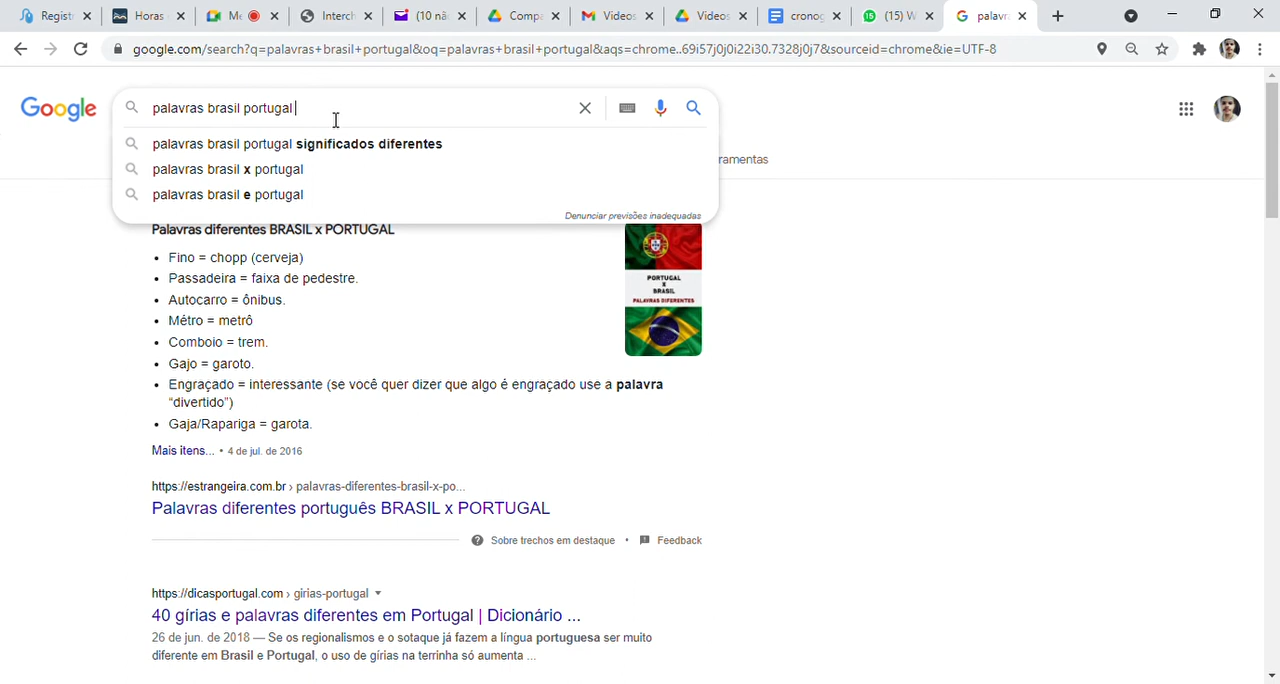 Registr
Horas
Me
Interch
(10 nã
Compa
Videos
Videos
cronog
(15) W
palavr
google.com/search?q=palavras+brasil+portugal&oq=palavras+brasil+portugal&aqs=chrome..69i57j0j0i22i30.7328j0j7&sourceid=chrome&ie=UTF-8
Google
palavras brasil portugal
palavras brasil portugal significados diferentes
ramentas
palavras brasil x portugal
palavras brasil e portugal
Denunciar previsões inadequadas
Palavras diferentes BRASIL x PORTUGAL
• Fino = chopp (cerveja)
• Passadeira = faixa de pedestre.
• Autocarro = ônibus.
• Métro = metrô
• Comboio = trem.
• Gajo = garoto.
• Engraçado = interessante (se você quer dizer que algo é engraçado use a palavra
"divertido")
• Gaja/Rapariga = garota.
PORTUGAL
X
BRASIL
PALAVRAS DIFERENTES
Mais itens... • 4 de jul. de 2016
https://estrangeira.com.br › palavras-diferentes-brasil-x-po...
Palavras diferentes português BRASIL x PORTUGAL
Sobre trechos em destaque • Feedback
https://dicasportugal.com › girias-portugal
40 gírias e palavras diferentes em Portugal | Dicionário ...
26 de jun. de 2018 — Se os regionalismos e o sotaque já fazem a língua portuguesa ser muito
diferente em Brasil e Portugal, o uso de gírias na terrinha só aumenta ...